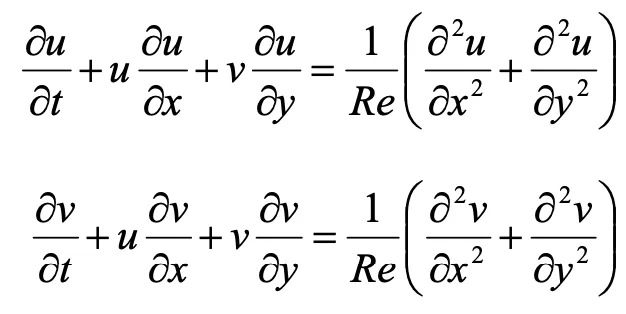 ∂u/∂t + u ∂u/∂x + v ∂u/∂y = 1/Re (∂²u/∂x² + ∂²u/∂y²)
∂v/∂t + u ∂v/∂x + v ∂v/∂y = 1/Re (∂²v/∂x² + ∂²v/∂y²)